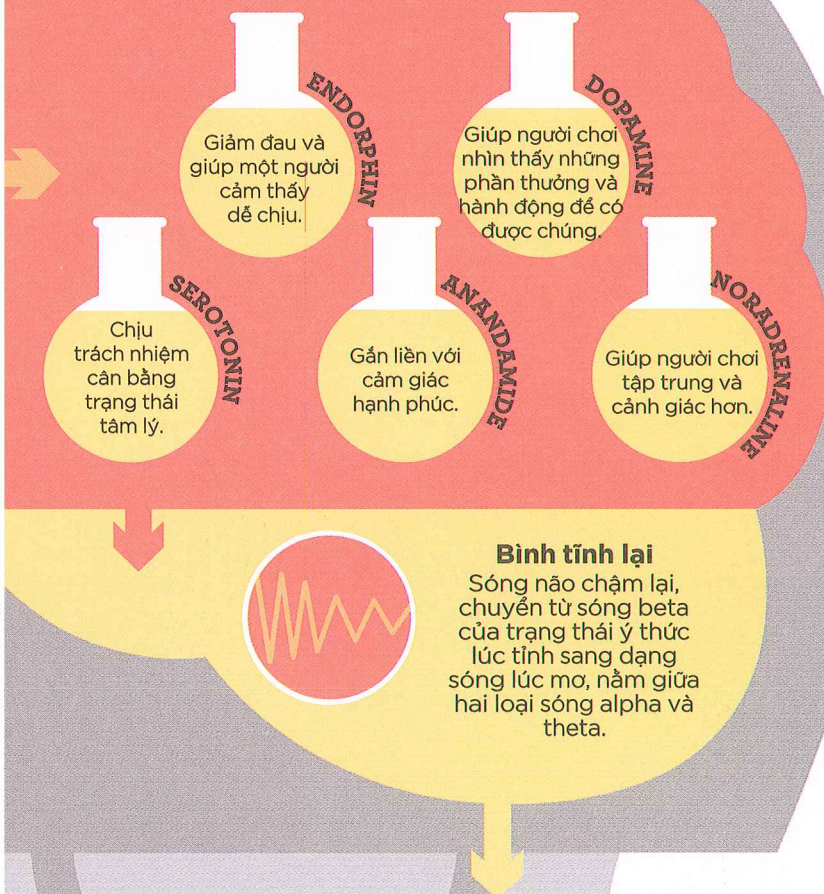 ENDORPHIN
Giảm đau và
giúp một người
cảm thấy
dễ chịu.
DOPAMINE
Giúp người chơi
nhìn thấy những
phần thưởng và
hành động để có
được chúng.
SEROTONIN
Chịu
trách nhiệm
cân bằng
trạng thái
tâm lý.
ANANDAMIDE
Gắn liền với
cảm giác
hạnh phúc.
NORADRENALINE
Giúp người chơi
tập trung và
cảnh giác hơn.
Bình tĩnh lại
Sóng não chậm lại,
chuyển từ sóng beta
của trạng thái ý thức
lúc tỉnh sang dạng
sóng lúc mơ, nằm giữa
hai loại sóng alpha và
theta.